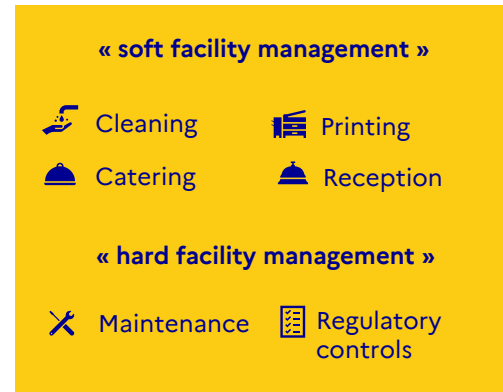 « soft facility management »
Cleaning
Printing
Catering
Reception
« hard facility management »
Maintenance
Regulatory
controls